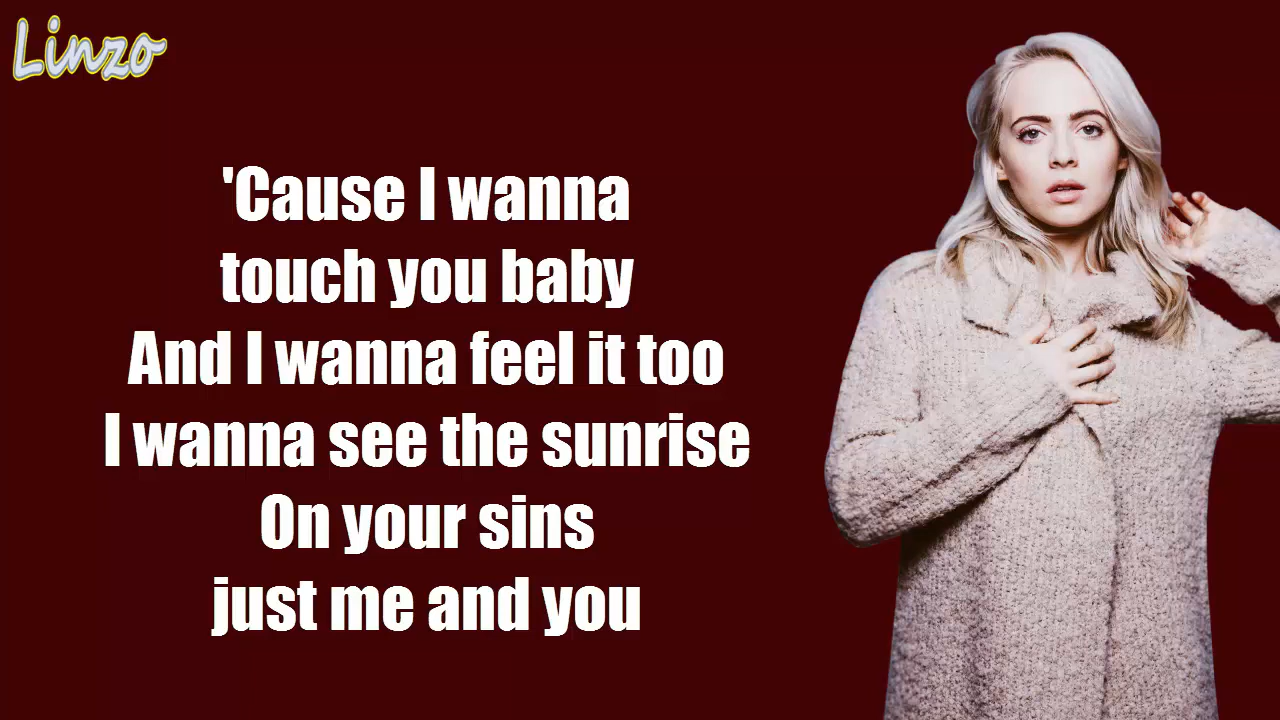 Linzo
'Cause I wanna
touch you baby
And I wanna feel it too
I wanna see the sunrise
On your sins
just me and you